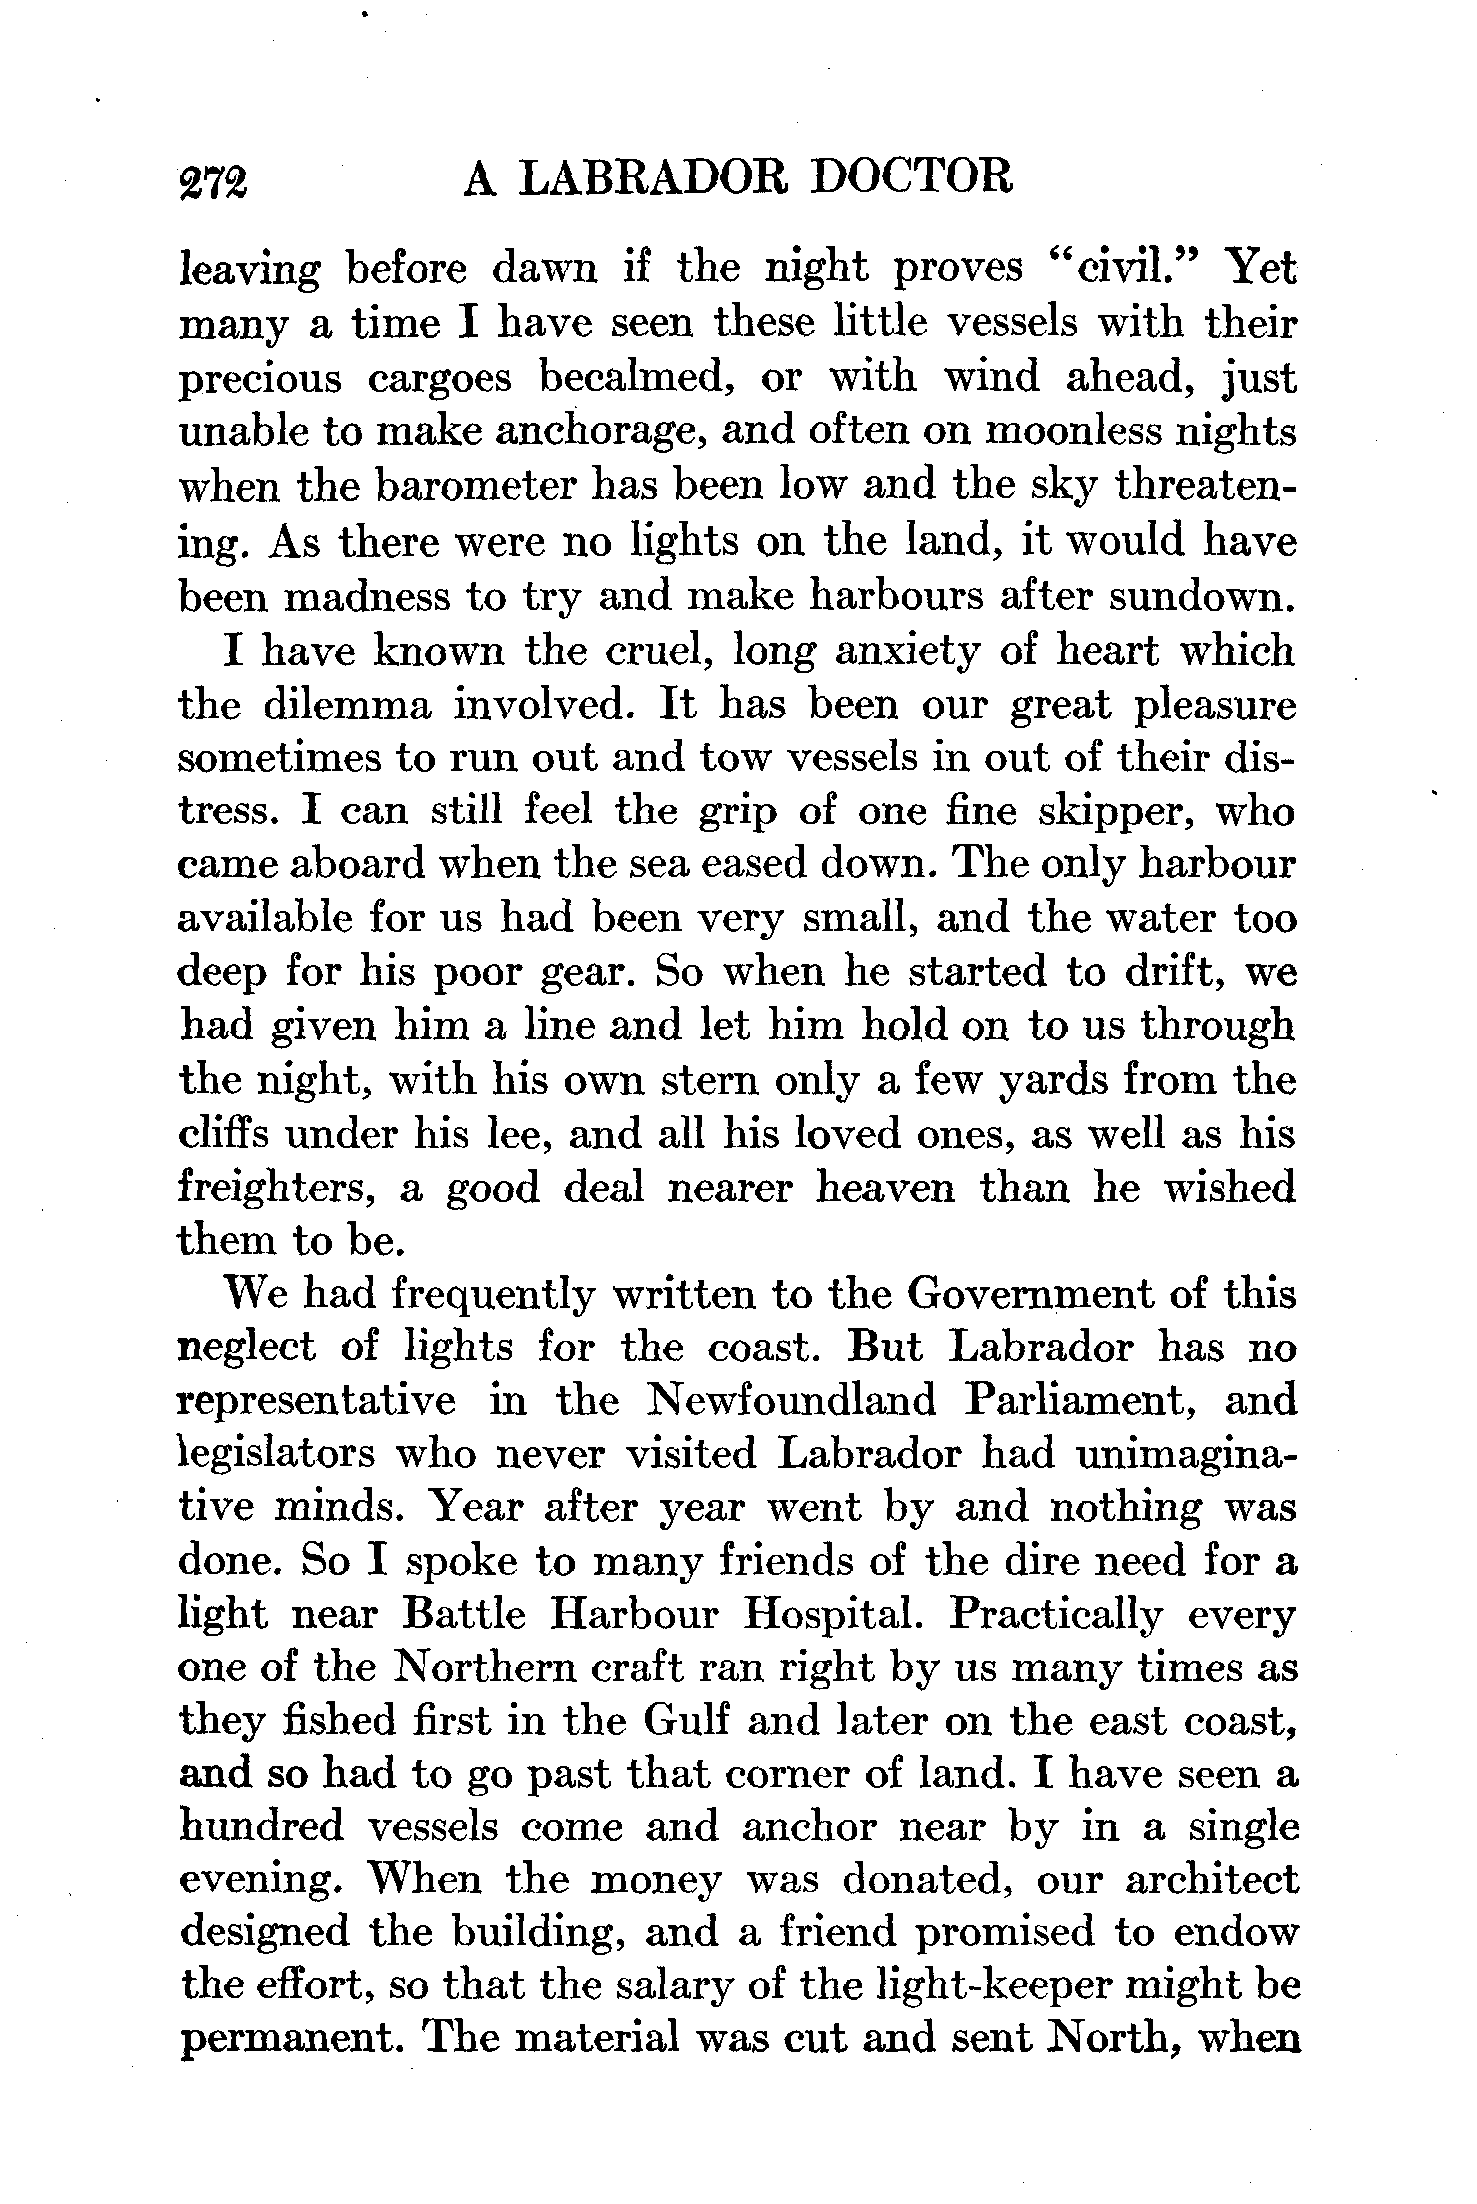 272 A LABRADOR DOCTOR
leaving before dawn if the night proves “civil.” Yet
many a time I have seen these little vessels with their
precious cargoes becalmed, or with wind ahead, just
unable to make anchorage, and often on moonless nights
when the barometer has been low and the sky threaten-
ing. As there were no lights on the land, it would have
been madness to try and make harbours after sundown.
I have known the cruel, long anxiety of heart which
the dilemma involved. It has been our great pleasure
sometimes to run out and tow vessels in out of their dis-
tress. I can still feel the grip of one fine skipper, who
came aboard when the sea eased down. The only harbour
available for us had been very small, and the water too
deep for his poor gear. So when he started to drift, we
had given him a line and let him hold on to us through
the night, with his own stern only a few yards from the
cliffs under his lee, and all his loved ones, as well as his
freighters, a good deal nearer heaven than he wished
them to be.
We had frequently written to the Government of this
neglect of lights for the coast. But Labrador has no
representative in the Newfoundland Parliament, and
legislators who never visited Labrador had unimagina-
tive minds. Year after year went by and nothing was
done. So I spoke to many friends of the dire need for a
light near Battle Harbour Hospital. Practically every
one of the Northern craft ran right by us many times as
they fished first in the Gulf and later on the east coast,
and so had to go past that corner of land. I have seen a
hundred vessels come and anchor near by in a single
evening. When the money was donated, our architect
designed the building, and a friend promised to endow
the effort, so that the salary of the light-keeper might be
permanent. The material was cut and sent North, when